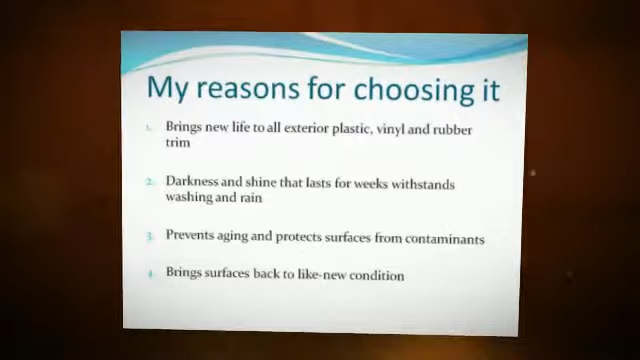 My reasons for choosing it
1. Brings new life to all exterior plastic, vinyl and rubber
trim
2. Darkness and shine that lasts for weeks withstands
washing and rain
3. Prevents aging and protects surfaces from contaminants
4. Brings surfaces back to like-new condition